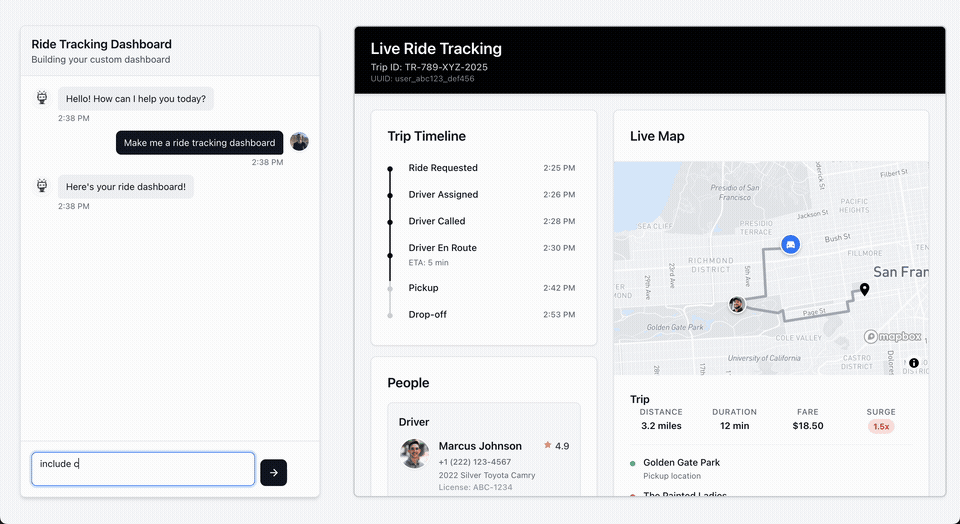 Ride Tracking Dashboard
Building your custom dashboard
Hello! How can I help you today?
2:38 PM
Make me a ride tracking dashboard
2:38 PM
Here's your ride dashboard!
2:38 PM
include c
Live Ride Tracking
Trip ID: TR-789-XYZ-2025
UUID: user_abc123_def456
Trip Timeline
Ride Requested 2:25 PM
Driver Assigned 2:26 PM
Driver Called 2:28 PM
Driver En Route 2:30 PM
ETA: 5 min
Pickup 2:42 PM
Drop-off 2:53 PM
People
Driver
Marcus Johnson 4.9
+1 (222) 123-4567
2022 Silver Toyota Camry
License: ABC-1234
Live Map
Filbert St
Presidio of San
Francisco
PACIFIC
HEIGHTS
Jackson St
SEA CLIFF
PRESIDIO
TERRACE
Bush St
FILLMORE
RICHMOND
DISTRICT
5th Ave
23rd Ave
29th Ave
San Fran
Page St
Golden Gate Park
COLE VALLEY
mapbox
University of California
CASTRO
DISTRICT
Trip
DISTANCE DURATION FARE SURGE
3.2 miles 12 min $18.50 1.5x
Golden Gate Park
Pickup location
The Painted Ladies